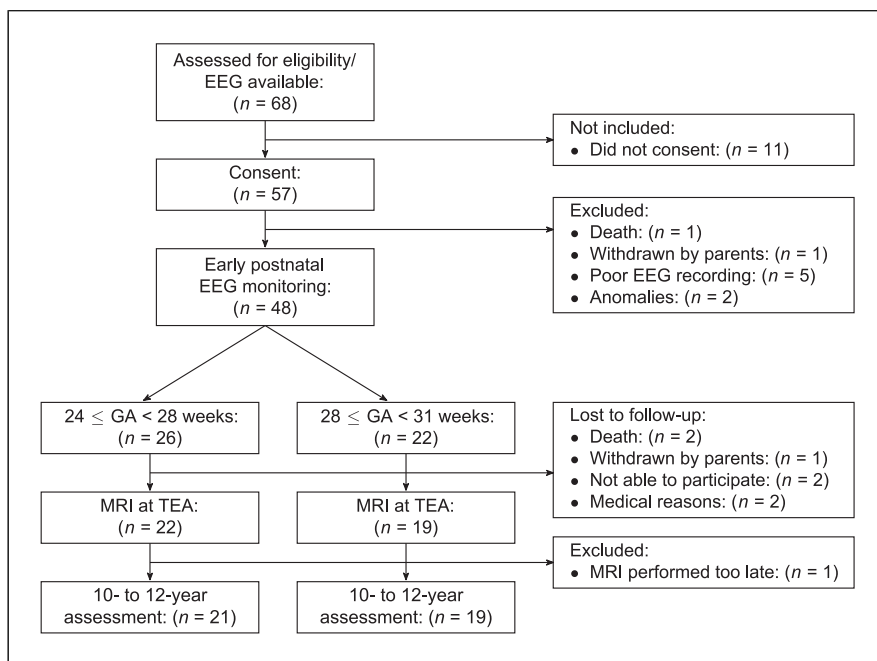 Assessed for eligibility/
EEG available:
(n = 68)
Not included:
● Did not consent: (n = 11)
Consent:
(n = 57)
Excluded:
● Death: (n = 1)
● Withdrawn by parents: (n = 1)
● Poor EEG recording: (n = 5)
● Anomalies: (n = 2)
Early postnatal
EEG monitoring:
(n = 48)
24 ≤ GA < 28 weeks:
(n = 26)
28 ≤ GA < 31 weeks:
(n = 22)
Lost to follow-up:
● Death: (n = 2)
● Withdrawn by parents: (n = 1)
● Not able to participate: (n = 2)
● Medical reasons: (n = 2)
MRI at TEA:
(n = 22)
MRI at TEA:
(n = 19)
Excluded:
● MRI performed too late: (n = 1)
10- to 12-year
assessment: (n = 21)
10- to 12-year
assessment: (n = 19)